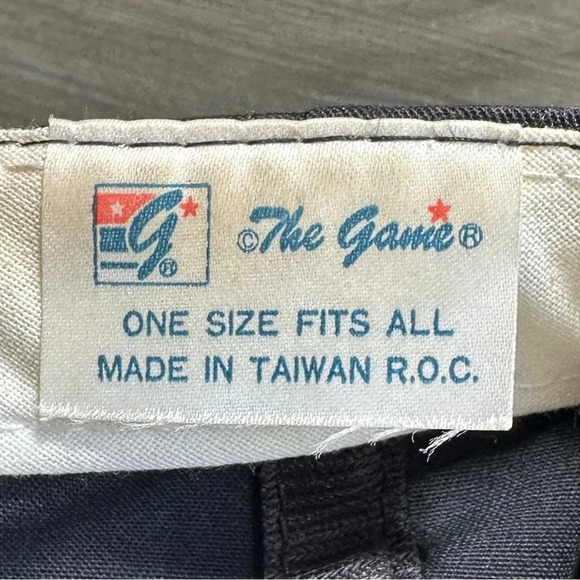 G®
©The Game®
ONE SIZE FITS ALL
MADE IN TAIWAN R.O.C.